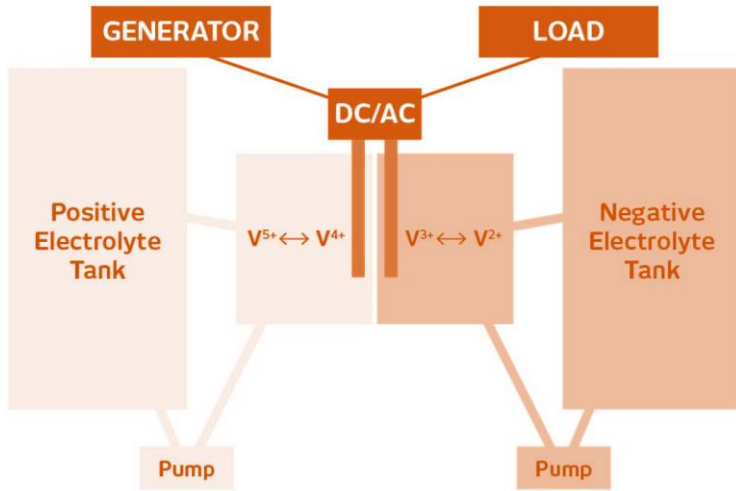 GENERATOR
LOAD
DC/AC
Positive
Electrolyte
Tank
V⁵⁺ ↔ V⁴⁺
V³⁺ ↔ V²⁺
Negative
Electrolyte
Tank
Pump
Pump